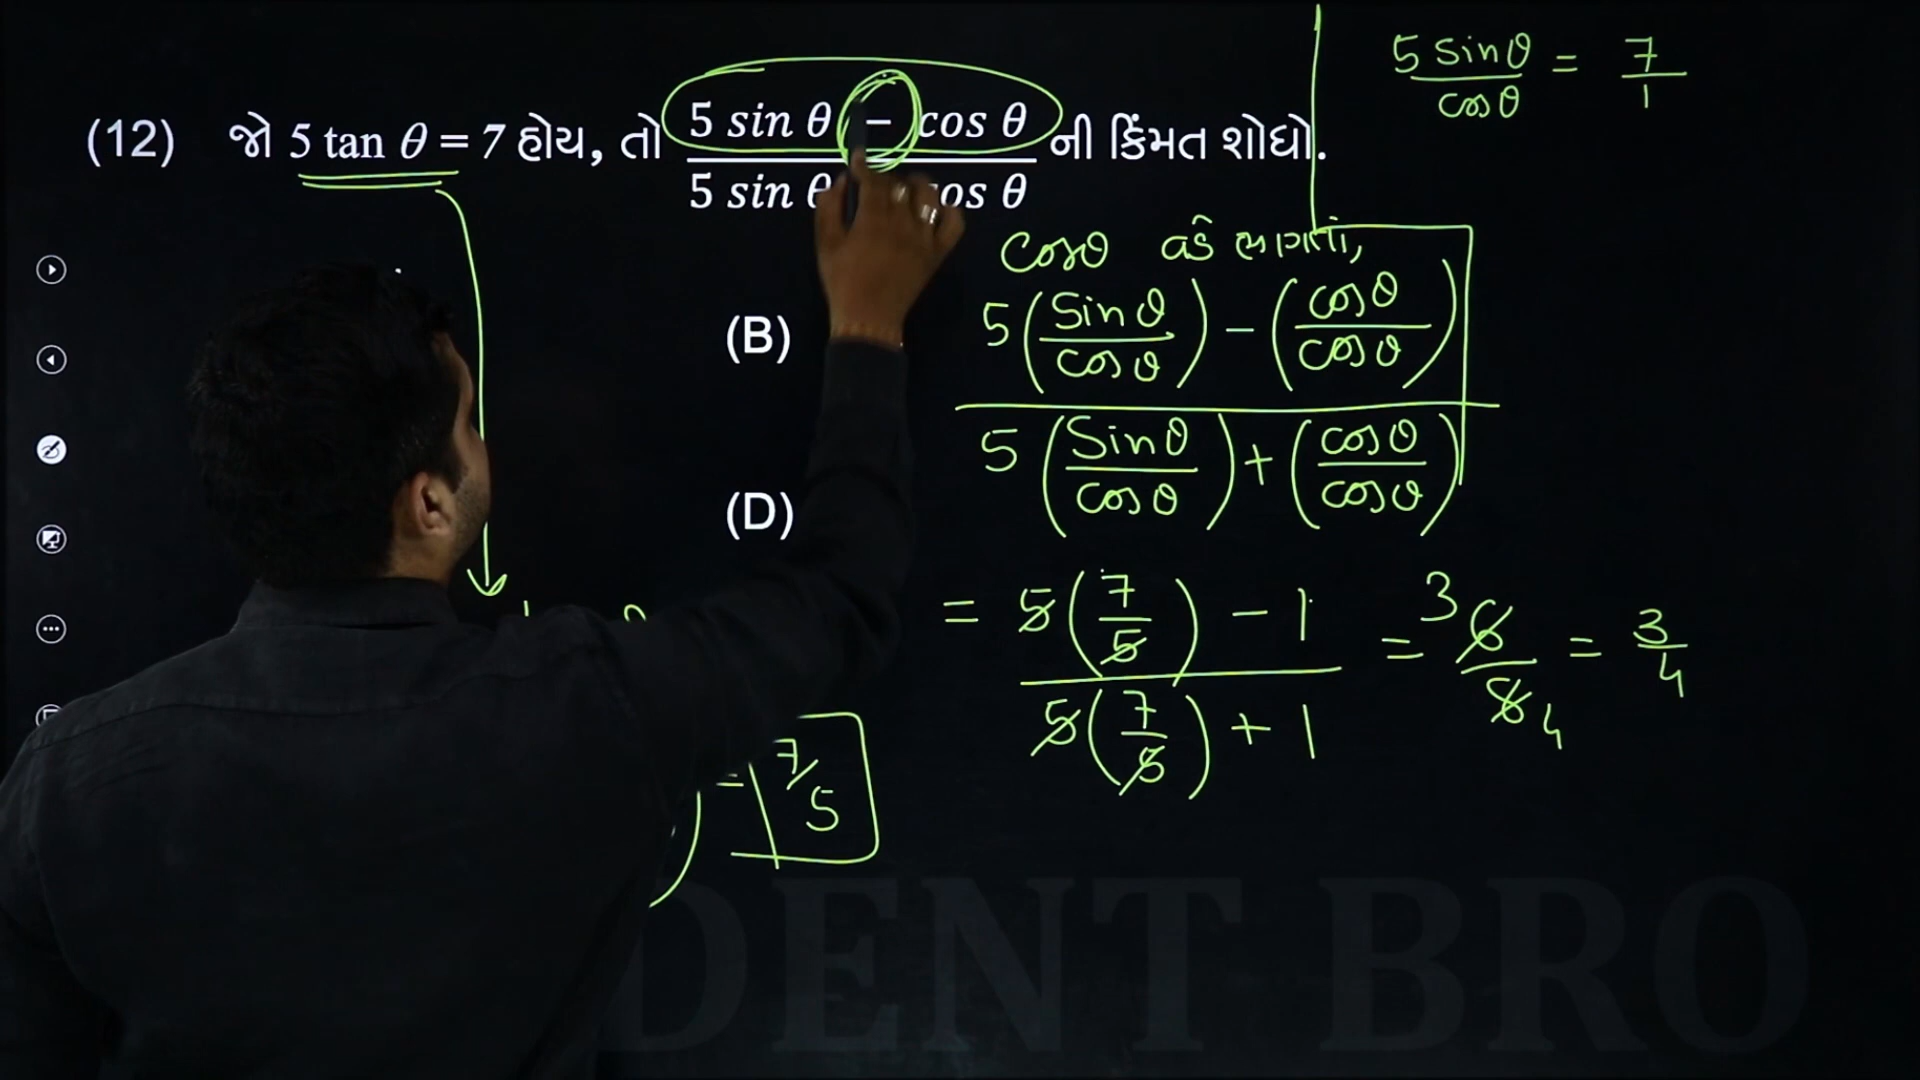 (12) જો 5 tan θ = 7 હોય, તો (5 sin θ − cos θ)/(5 sin θ cos θ) ની કિંમત શોધો.
5 sinθ/cosθ = 7/1
cosθ વડે ભાગતાં,
5(sinθ/cosθ) − (cosθ/cosθ)
5(sinθ/cosθ) + (cosθ/cosθ)
(B)
(D)
= 5(7/5) − 1 / 5(7/5) + 1 = 3 6/8 4 = 3/4
= 7/5
DENT BRO